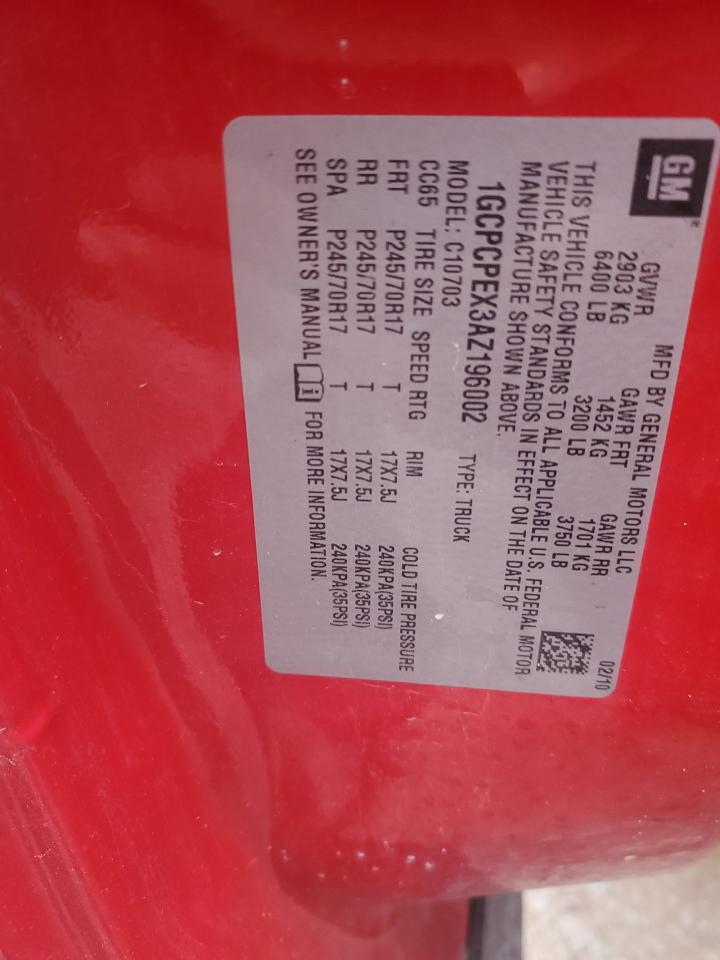 GM
MFD BY GENERAL MOTORS LLC 02/10
GVWR GAWR FRT GAWR RR
2903 KG 1452 KG 1701 KG
6400 LB 3200 LB 3750 LB
THIS VEHICLE CONFORMS TO ALL APPLICABLE U.S. FEDERAL MOTOR
VEHICLE SAFETY STANDARDS IN EFFECT ON THE DATE OF
MANUFACTURE SHOWN ABOVE.
1GCPCPEX3AZ196002 TYPE: TRUCK
MODEL: C10703
CC65 TIRE SIZE SPEED RTG RIM COLD TIRE PRESSURE
FRT P245/70R17 T 17X7.5J 240KPA(35PSI)
RR P245/70R17 T 17X7.5J 240KPA(35PSI)
SPA P245/70R17 T 17X7.5J 240KPA(35PSI)
SEE OWNER'S MANUAL i FOR MORE INFORMATION.